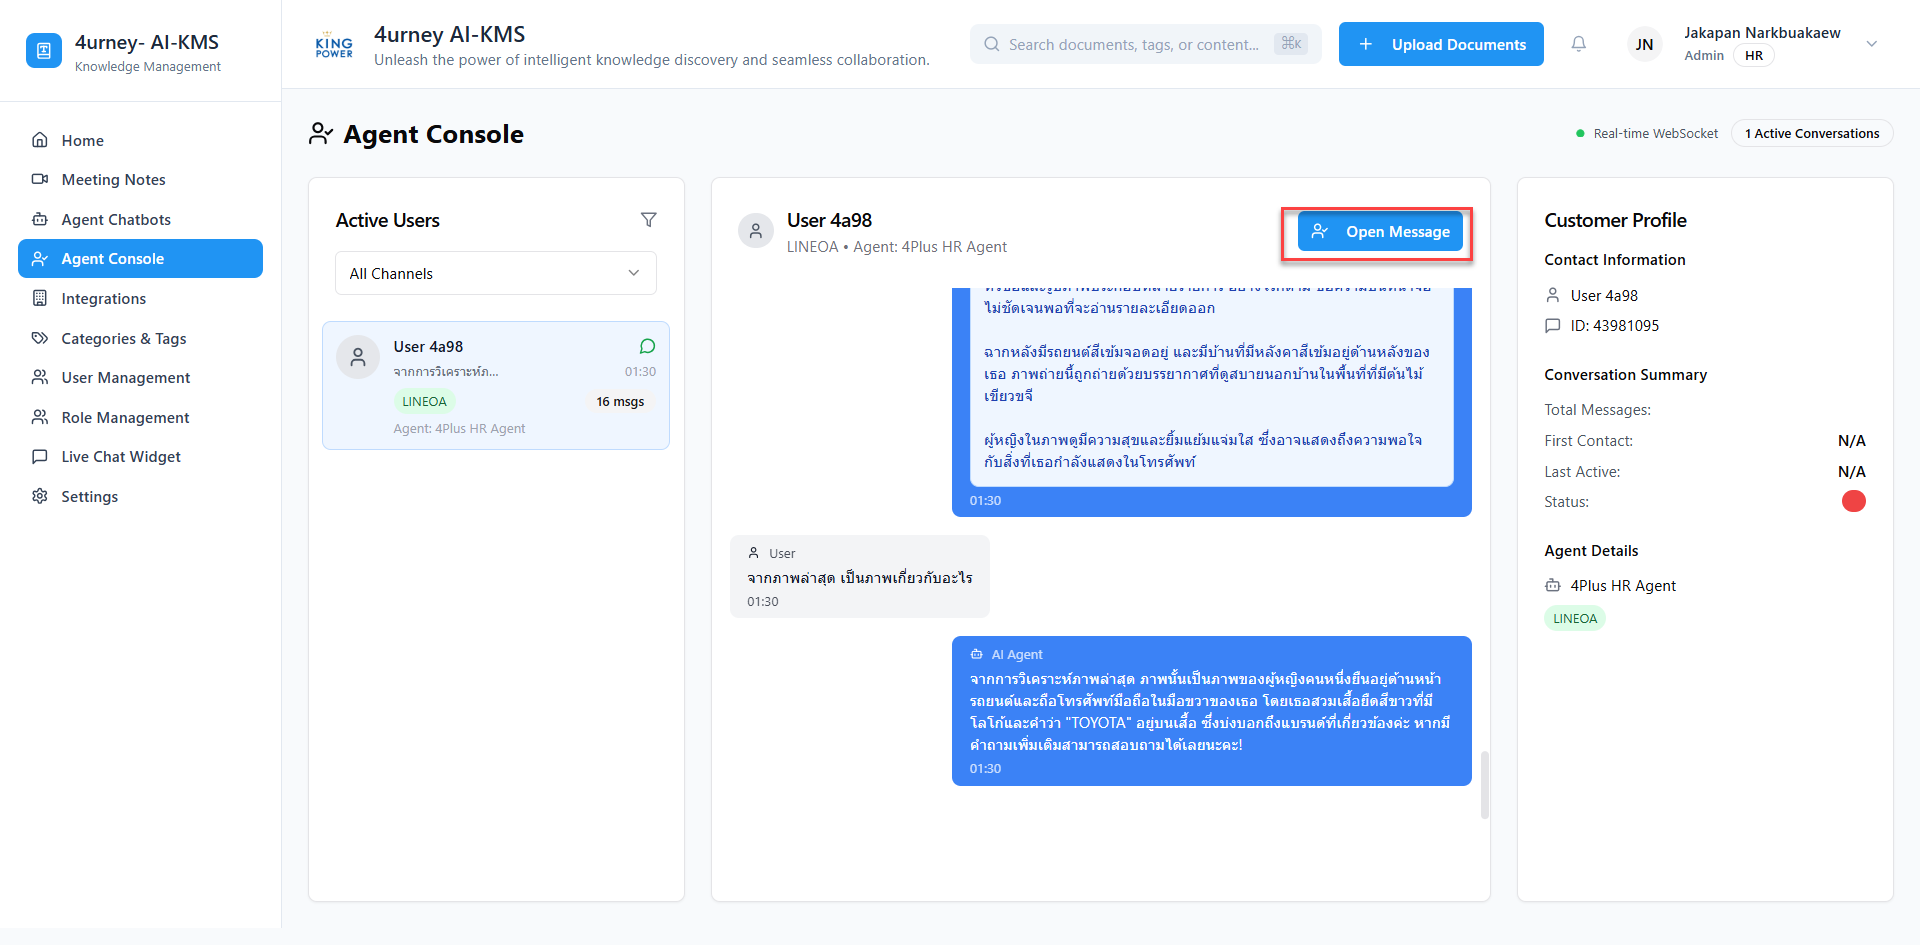 4urney- AI-KMS
Knowledge Management
KING
POWER
4urney AI-KMS
Unleash the power of intelligent knowledge discovery and seamless collaboration.
Search documents, tags, or content... ⌘K
Upload Documents
JN
Jakapan Narkbuakaew
Admin HR
Home
Meeting Notes
Agent Chatbots
Agent Console
Integrations
Categories & Tags
User Management
Role Management
Live Chat Widget
Settings
Agent Console
Real-time WebSocket
1 Active Conversations
Active Users
All Channels
User 4a98
จากการวิเคราะห์ภ...
01:30
LINEOA
16 msgs
Agent: 4Plus HR Agent
User 4a98
LINEOA • Agent: 4Plus HR Agent
Open Message
ไม่ชัดเจนพอที่จะอ่านรายละเอียดออก
ฉากหลังมีรถยนต์สีเข้มจอดอยู่ และมีบ้านที่มีหลังคาสีเข้มอยู่ด้านหลังของ
เธอ ภาพถ่ายนี้ถูกถ่ายด้วยบรรยากาศที่ดูสบายนอกบ้านในพื้นที่ที่มีต้นไม้
เขียวขจี
ผู้หญิงในภาพดูมีความสุขและยิ้มแย้มแจ่มใส ซึ่งอาจแสดงถึงความพอใจ
กับสิ่งที่เธอกำลังแสดงในโทรศัพท์
01:30
User
จากภาพล่าสุด เป็นภาพเกี่ยวกับอะไร
01:30
AI Agent
จากการวิเคราะห์ภาพล่าสุด ภาพนั้นเป็นภาพของผู้หญิงคนหนึ่งยืนอยู่ด้านหน้า
รถยนต์และถือโทรศัพท์มือถือในมือขวาของเธอ โดยเธอสวมเสื้อยืดสีขาวที่มี
โลโก้และคำว่า "TOYOTA" อยู่บนเสื้อ ซึ่งบ่งบอกถึงแบรนด์ที่เกี่ยวข้องค่ะ หากมี
คำถามเพิ่มเติมสามารถสอบถามได้เลยนะคะ!
01:30
Customer Profile
Contact Information
User 4a98
ID: 43981095
Conversation Summary
Total Messages:
First Contact: N/A
Last Active: N/A
Status:
Agent Details
4Plus HR Agent
LINEOA